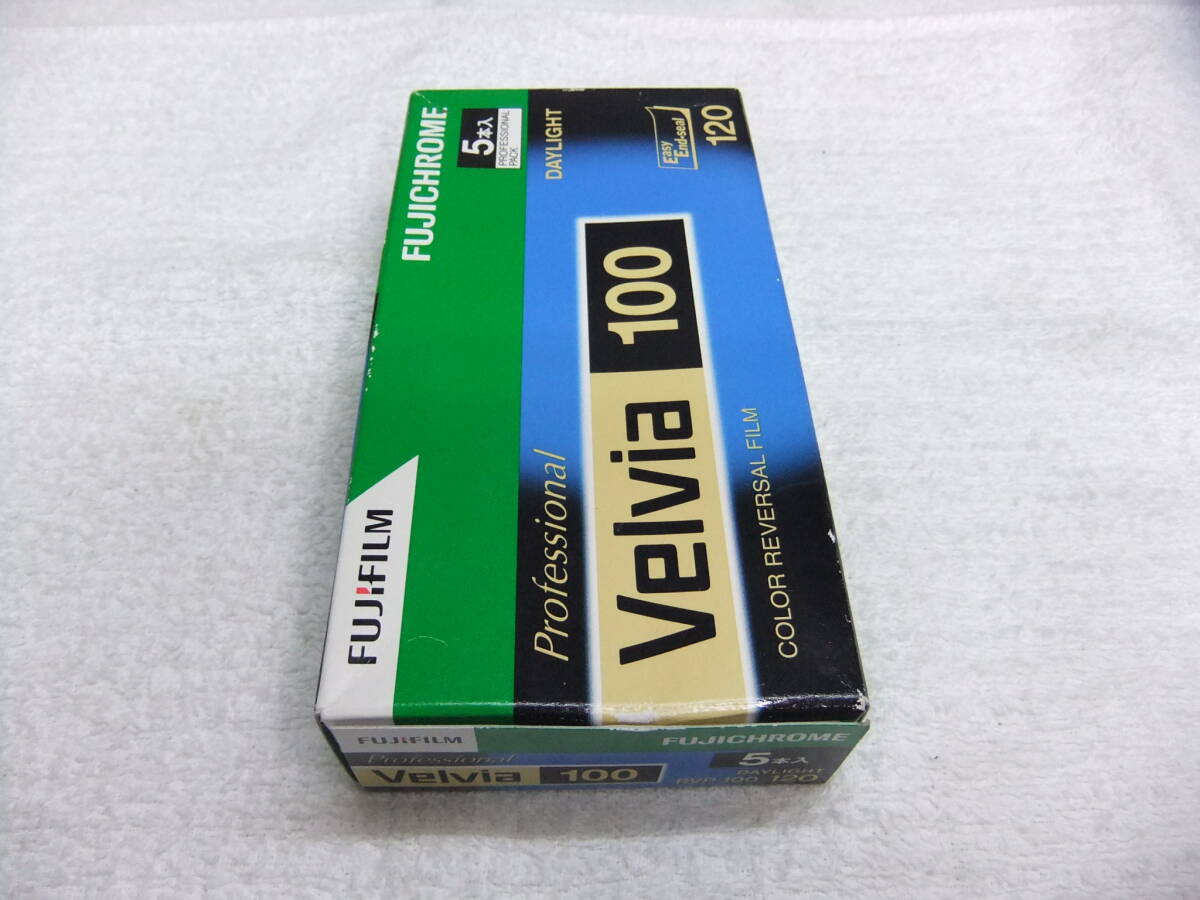 FUJICHROME
5本入
PROFESSIONAL
PACK
FUJIFILM
DAYLIGHT
Easy
End-seal
120
Professional
Velvia 100
COLOR REVERSAL FILM
FUJIFILM
FUJICHROME
Professional
5本入
Velvia 100
DAYLIGHT
RVP 100 120